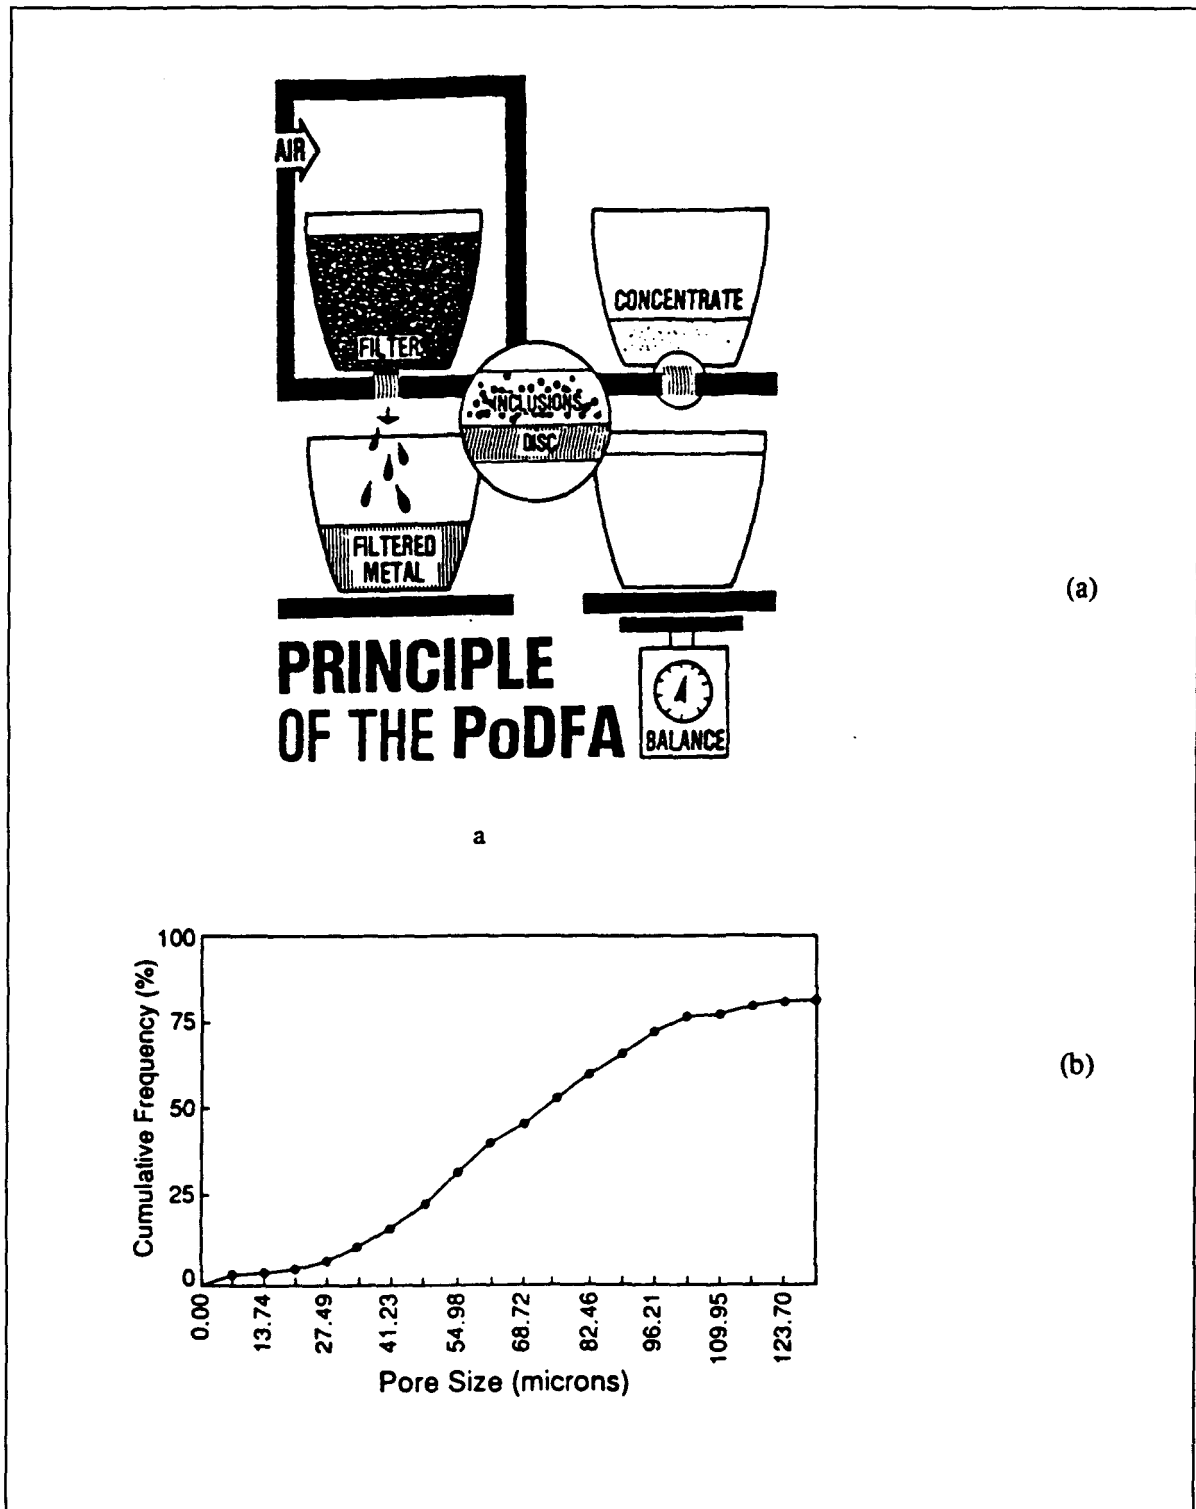 AIR
FILTER
CONCENTRATE
INCLUSIONS
DISC
FILTERED
METAL
(a)
PRINCIPLE
OF THE PoDFA
BALANCE
a
100
75
50
25
0
Cumulative Frequency (%)
(b)
0.00
13.74
27.49
41.23
54.98
68.72
82.46
96.21
109.95
123.70
Pore Size (microns)